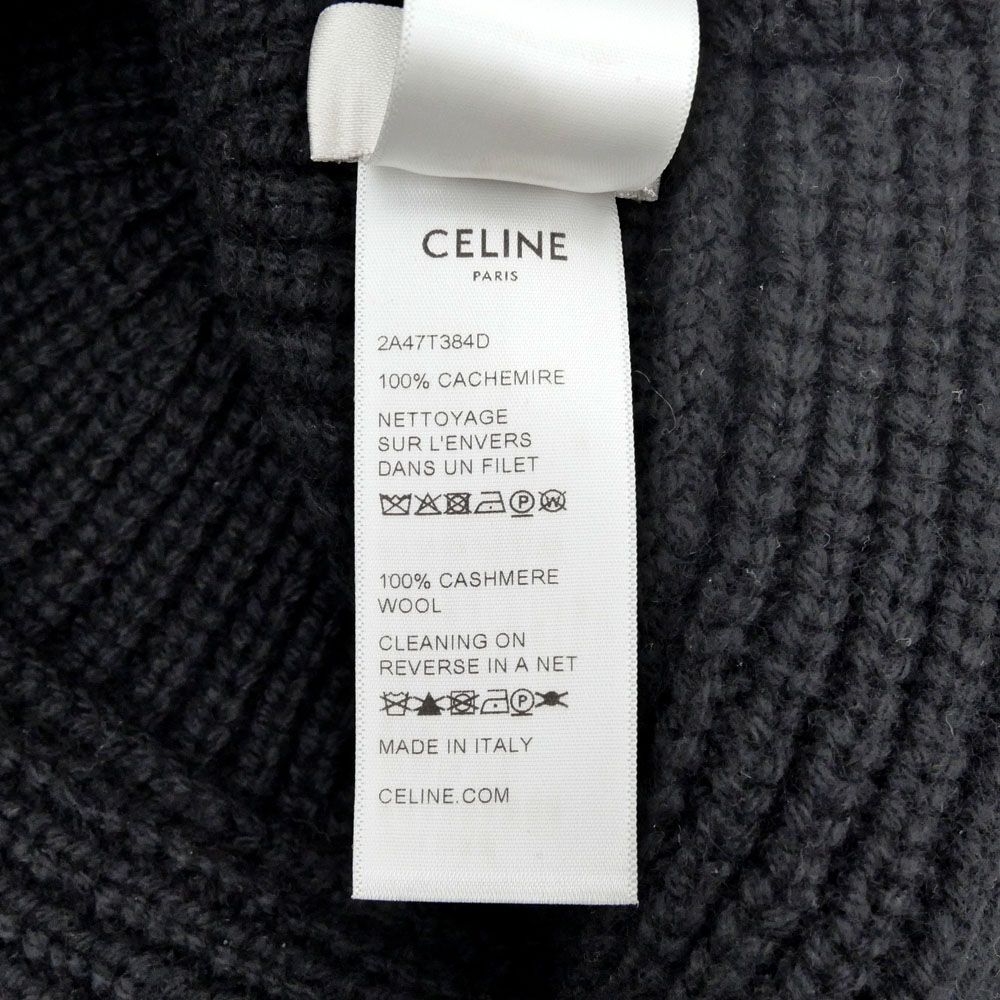 CELINE
PARIS
2A47T384D
100% CACHEMIRE
NETTOYAGE
SUR L'ENVERS
DANS UN FILET
P W
100% CASHMERE
WOOL
CLEANING ON
REVERSE IN A NET
P
MADE IN ITALY
CELINE.COM